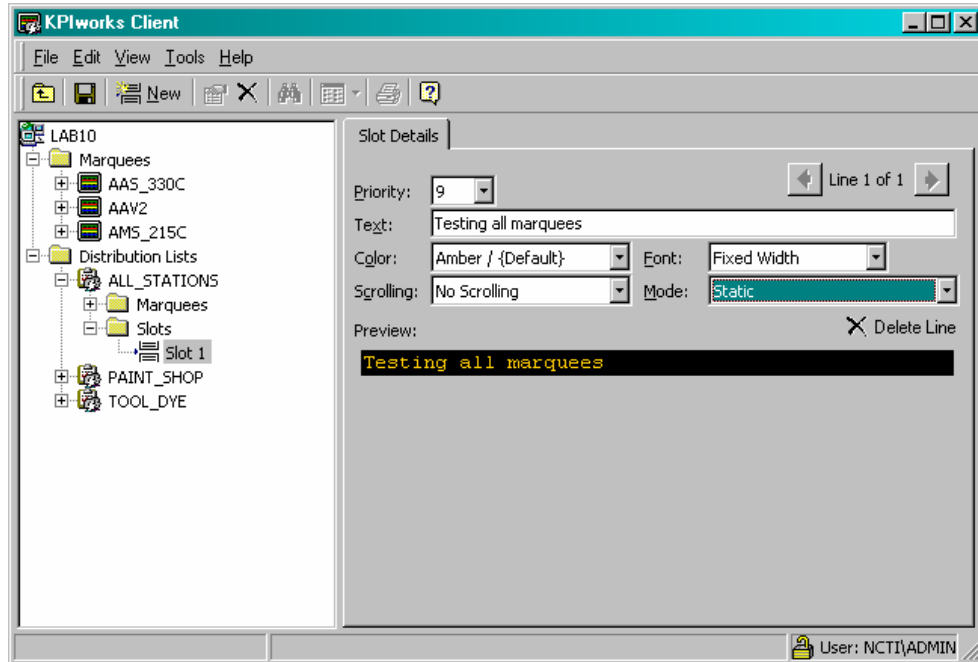 KPIworks Client
File Edit View Tools Help
New
LAB10
Marquees
AAS_330C
AAV2
AMS_215C
Distribution Lists
ALL_STATIONS
Marquees
Slots
Slot 1
PAINT_SHOP
TOOL_DYE
Slot Details
Priority: 9 Line 1 of 1
Text: Testing all marquees
Color: Amber / {Default} Font: Fixed Width
Scrolling: No Scrolling Mode: Static
Preview: Delete Line
Testing all marquees
User: NCTI\ADMIN